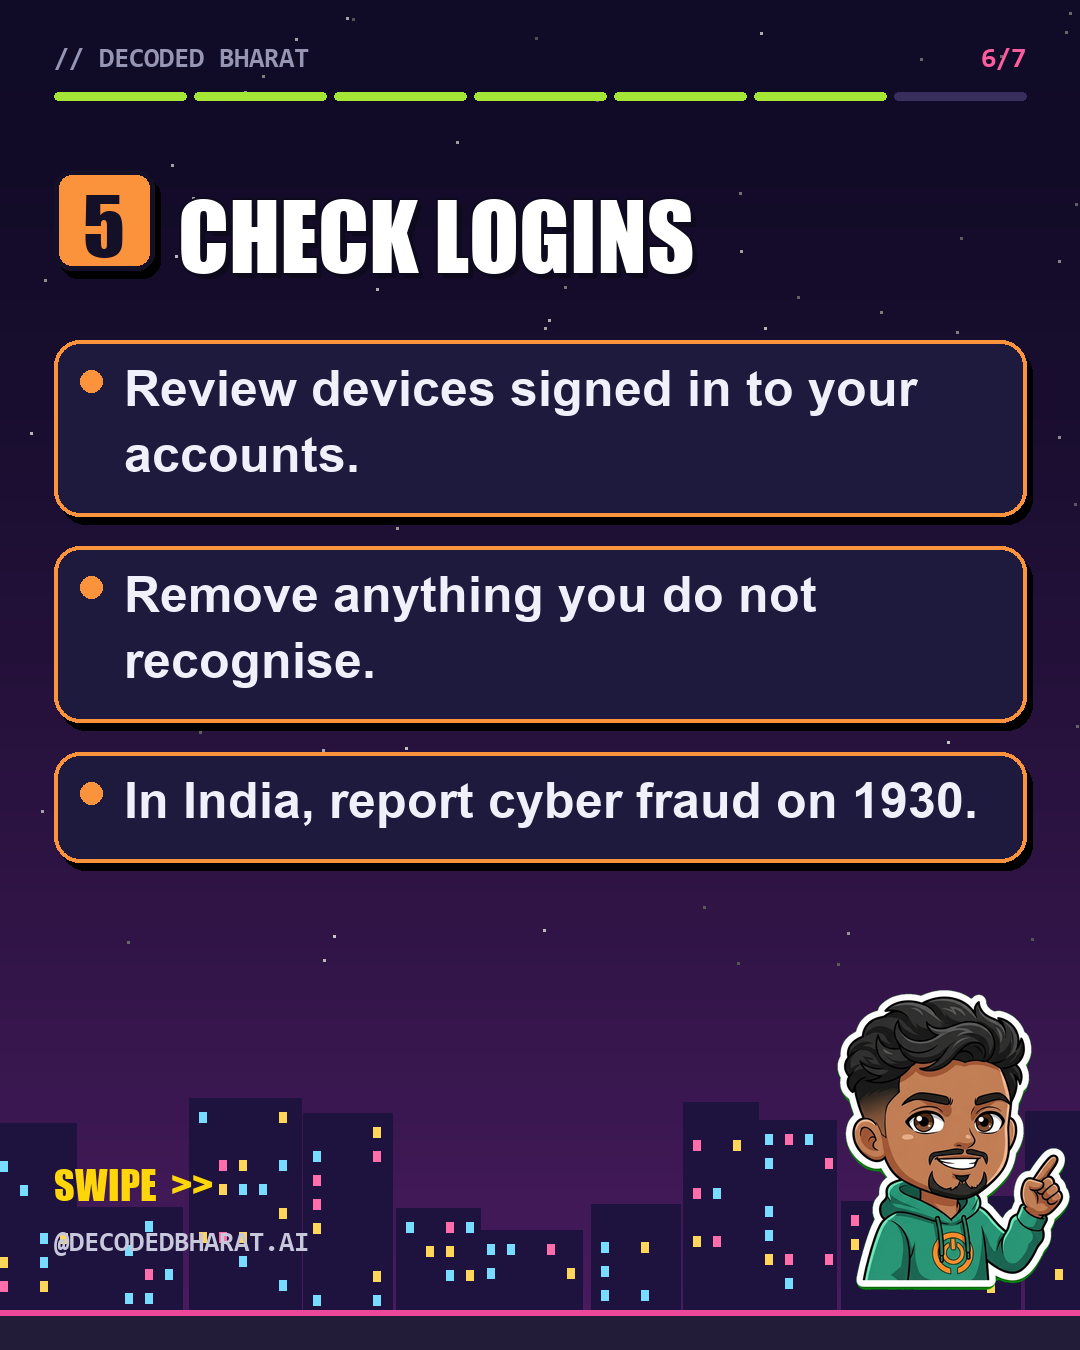 // DECODED BHARAT
6/7
5
CHECK LOGINS
Review devices signed in to your
accounts.
Remove anything you do not
recognise.
In India, report cyber fraud on 1930.
SWIPE >>
@DECODEDBHARAT.AI